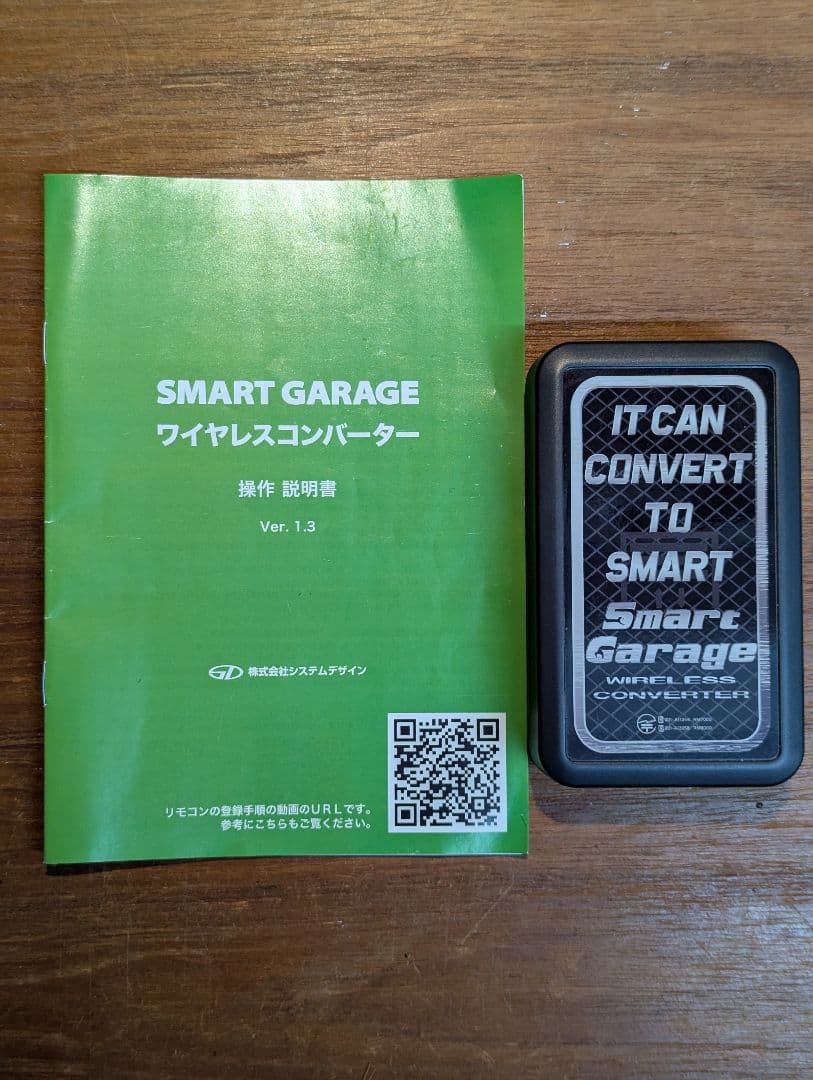 SMART GARAGE
ワイヤレスコンバーター
操作 説明書
Ver. 1.3
SD 株式会社システムデザイン
リモコンの登録手順の動画のURLです。
参考にこちらもご覧ください。
IT CAN
CONVERT
TO
SMART
Smart
Garage
WIRELESS
CONVERTER